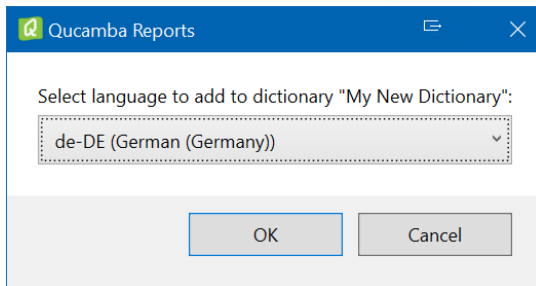 Qucamba Reports
Select language to add to dictionary "My New Dictionary":
de-DE (German (Germany))
OK
Cancel